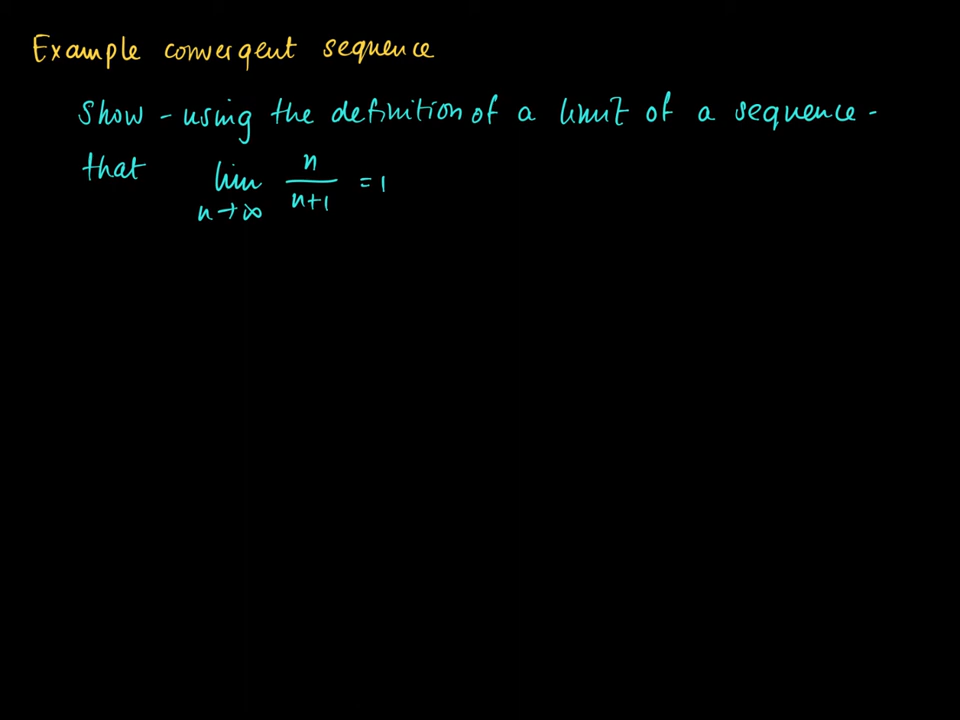 Example convergent sequence
Show - using the definition of a limit of a sequence -
that lim n→∞ n/(n+1) = 1